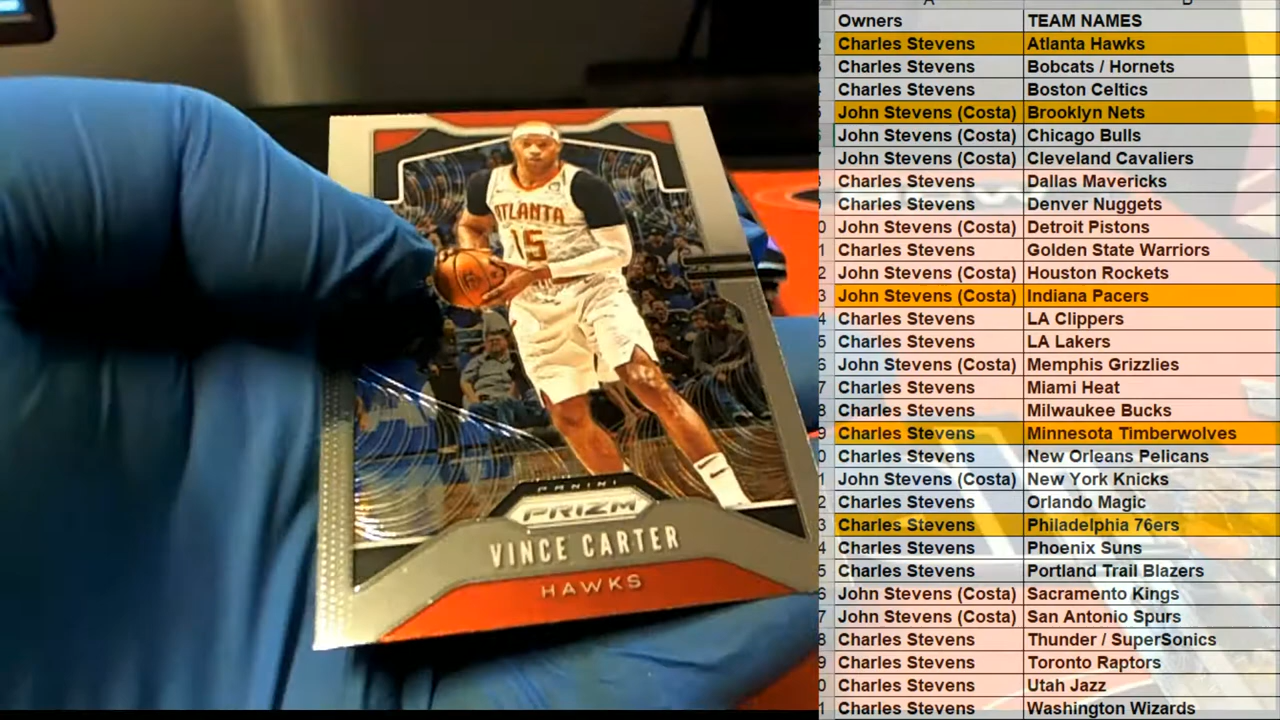 ATLANTA
15
PANINI
PRIZM
VINCE CARTER
HAWKS
Owners TEAM NAMES
Charles Stevens Atlanta Hawks
Charles Stevens Bobcats / Hornets
Charles Stevens Boston Celtics
John Stevens (Costa) Brooklyn Nets
John Stevens (Costa) Chicago Bulls
John Stevens (Costa) Cleveland Cavaliers
Charles Stevens Dallas Mavericks
Charles Stevens Denver Nuggets
John Stevens (Costa) Detroit Pistons
Charles Stevens Golden State Warriors
John Stevens (Costa) Houston Rockets
John Stevens (Costa) Indiana Pacers
Charles Stevens LA Clippers
Charles Stevens LA Lakers
John Stevens (Costa) Memphis Grizzlies
Charles Stevens Miami Heat
Charles Stevens Milwaukee Bucks
Charles Stevens Minnesota Timberwolves
Charles Stevens New Orleans Pelicans
John Stevens (Costa) New York Knicks
Charles Stevens Orlando Magic
Charles Stevens Philadelphia 76ers
Charles Stevens Phoenix Suns
Charles Stevens Portland Trail Blazers
John Stevens (Costa) Sacramento Kings
John Stevens (Costa) San Antonio Spurs
Charles Stevens Thunder / SuperSonics
Charles Stevens Toronto Raptors
Charles Stevens Utah Jazz
Charles Stevens Washington Wizards